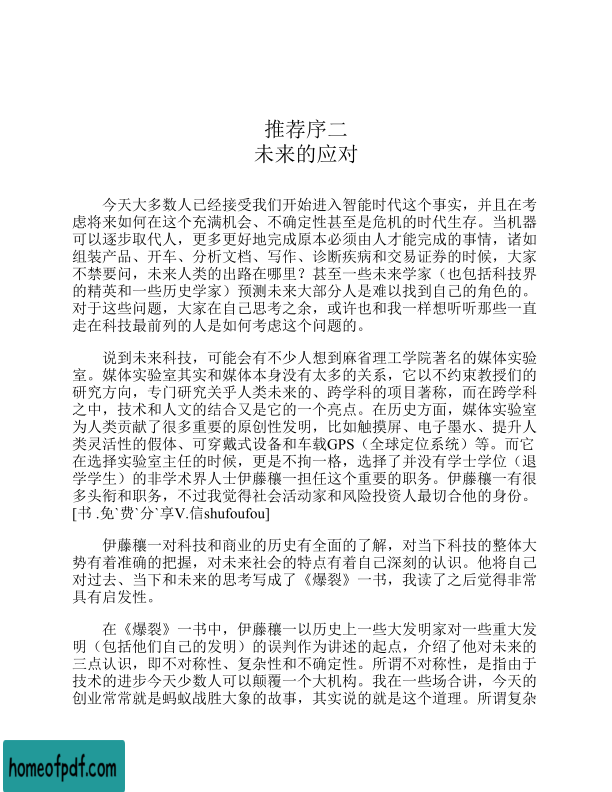 推荐序二
未来的应对
今天大多数人已经接受我们开始进入智能时代这个事实，并且在考
虑将来如何在这个充满机会、不确定性甚至是危机的时代生存。当机器
可以逐步取代人，更多更好地完成原本必须由人才能完成的事情，诸如
组装产品、开车、分析文档、写作、诊断疾病和交易证券的时候，大家
不禁要问，未来人类的出路在哪里？甚至一些未来学家（也包括科技界
的精英和一些历史学家）预测未来大部分人是难以找到自己的角色的。
对于这些问题，大家在自己思考之余，或许也和我一样想听听那些一直
走在科技最前列的人是如何考虑这个问题的。
说到未来科技，可能会有不少人想到麻省理工学院著名的媒体实验
室。媒体实验室其实和媒体本身没有太多的关系，它以不约束教授们的
研究方向，专门研究关乎人类未来的、跨学科的项目著称，而在跨学科
之中，技术和人文的结合又是它的一个亮点。在历史方面，媒体实验室
为人类贡献了很多重要的原创性发明，比如触摸屏、电子墨水、提升人
类灵活性的假体、可穿戴式设备和车载GPS（全球定位系统）等。而它
在选择实验室主任的时候，更是不拘一格，选择了并没有学士学位（退
学学生）的非学术界人士伊藤穰一担任这个重要的职务。伊藤穰一有很
多头衔和职务，不过我觉得社会活动家和风险投资人最切合他的身份。
[书 .免`费`分`享V.信shufoufou]
伊藤穰一对科技和商业的历史有全面的了解，对当下科技的整体大
势有着准确的把握，对未来社会的特点有着自己深刻的认识。他将自己
对过去、当下和未来的思考写成了《爆裂》一书，我读了之后觉得非常
具有启发性。
在《爆裂》一书中，伊藤穰一以历史上一些大发明家对一些重大发
明（包括他们自己的发明）的误判作为讲述的起点，介绍了他对未来的
三点认识，即不对称性、复杂性和不确定性。所谓不对称性，是指由于
技术的进步今天少数人可以颠覆一个大机构。我在一些场合讲，今天的
创业常常就是蚂蚁战胜大象的故事，其实说的就是这个道理。所谓复杂
homeofpdf.com